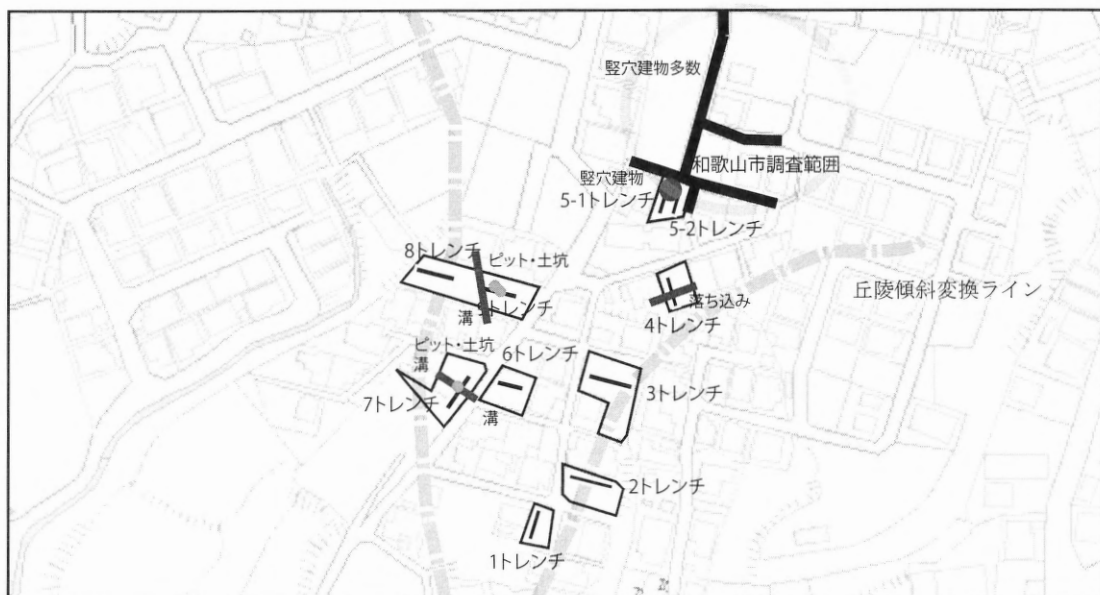 竪穴建物多数
和歌山市調査範囲
竪穴建物
5-1トレンチ
5-2トレンチ
8トレンチ
ピット・土坑
トレンチ
溝
落ち込み
4トレンチ
丘陵傾斜変換ライン
ピット・土坑
溝
6トレンチ
7トレンチ
溝
3トレンチ
2トレンチ
1トレンチ